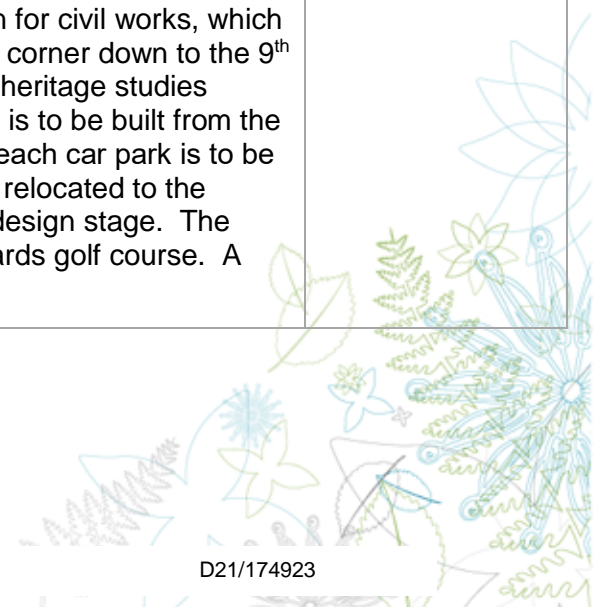 n for civil works, which
corner down to the 9th
heritage studies
is to be built from the
each car park is to be
relocated to the
design stage. The
ards golf course. A
D21/174923